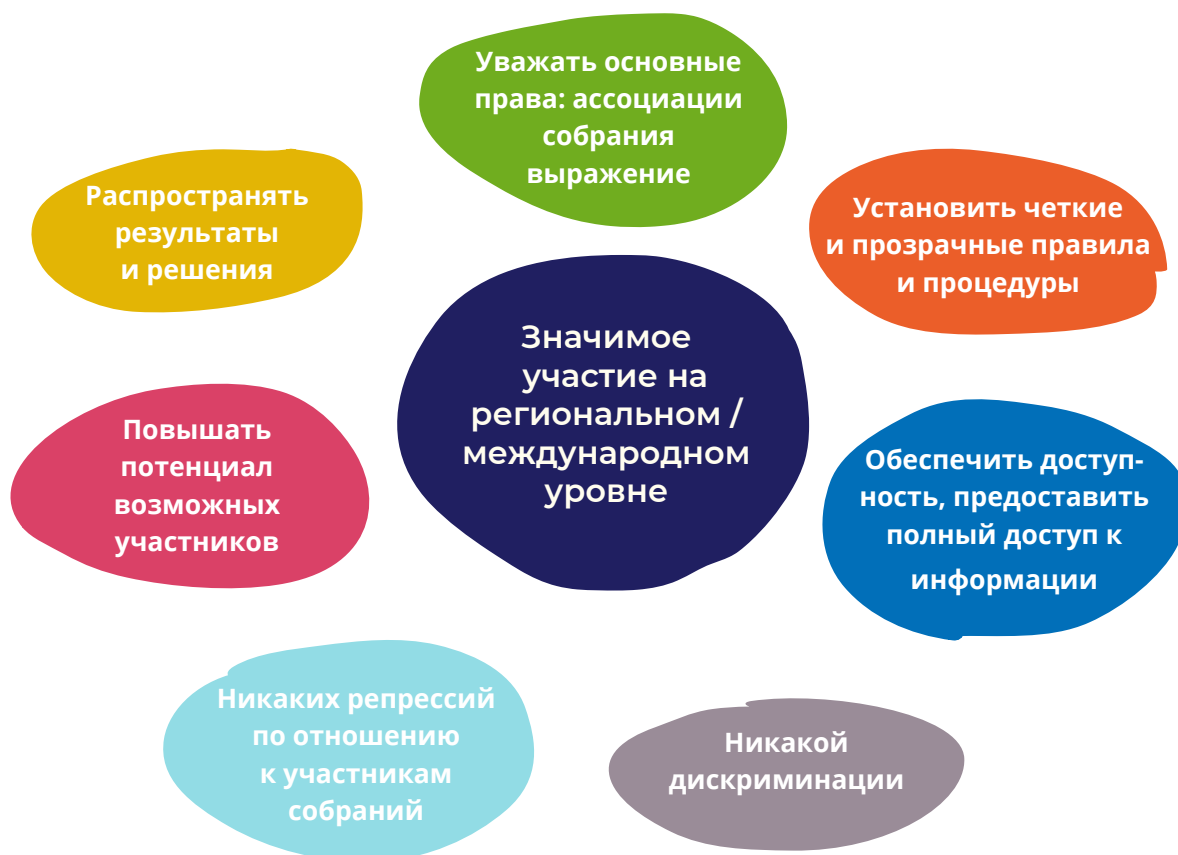 Уважать основные
права: ассоциации
собрания
выражение
Распространять
результаты
и решения
Установить четкие
и прозрачные правила
и процедуры
Значимое
участие на
региональном /
международном
уровне
Повышать
потенциал
возможных
участников
Обеспечить доступ-
ность, предоставить
полный доступ к
информации
Никаких репрессий
по отношению
к участникам
собраний
Никакой
дискриминации